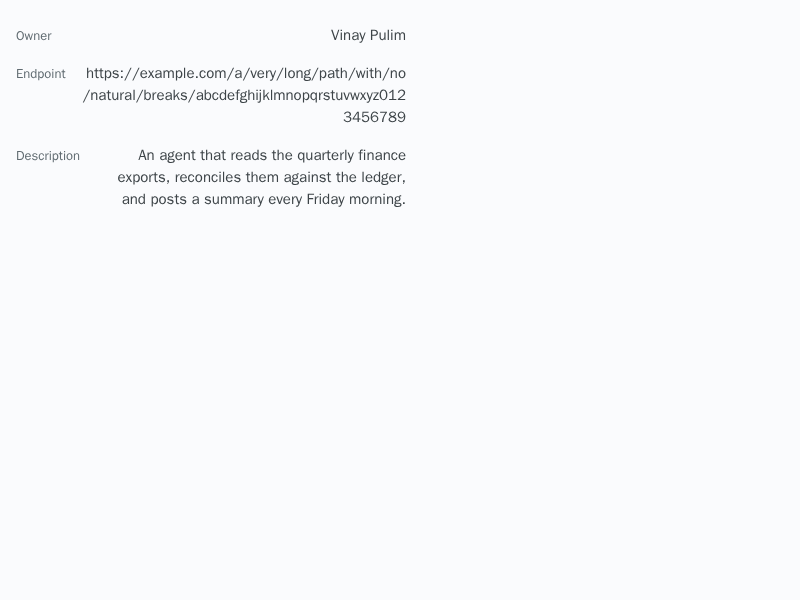 Owner Vinay Pulim
Endpoint https://example.com/a/very/long/path/with/no
/natural/breaks/abcdefghijklmnopqrstuvwxyz012
3456789
Description An agent that reads the quarterly finance
exports, reconciles them against the ledger,
and posts a summary every Friday morning.